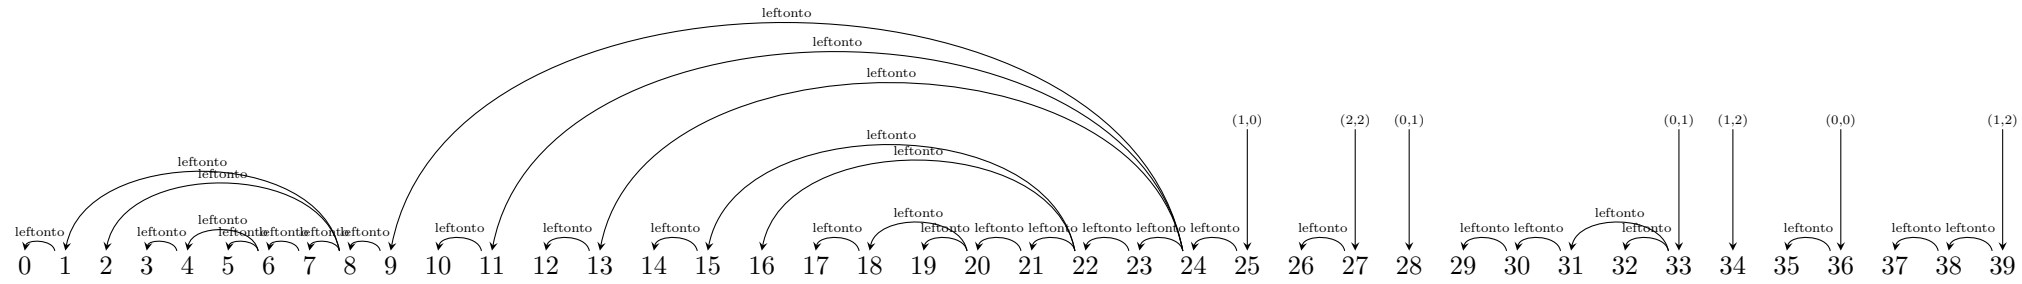 leftonto
leftonto
leftonto
(1,0) (2,2) (0,1) (0,1) (1,2) (0,0) (1,2)
leftonto
leftonto
leftonto
leftonto
leftonto leftonto
leftonto
leftonto leftonto leftonto leftonto leftonto leftonto leftonto leftonto leftonto leftonto leftonto leftonto leftonto leftonto leftonto leftonto leftonto leftonto leftonto leftonto leftonto leftonto leftonto
0 1 2 3 4 5 6 7 8 9 10 11 12 13 14 15 16 17 18 19 20 21 22 23 24 25 26 27 28 29 30 31 32 33 34 35 36 37 38 39